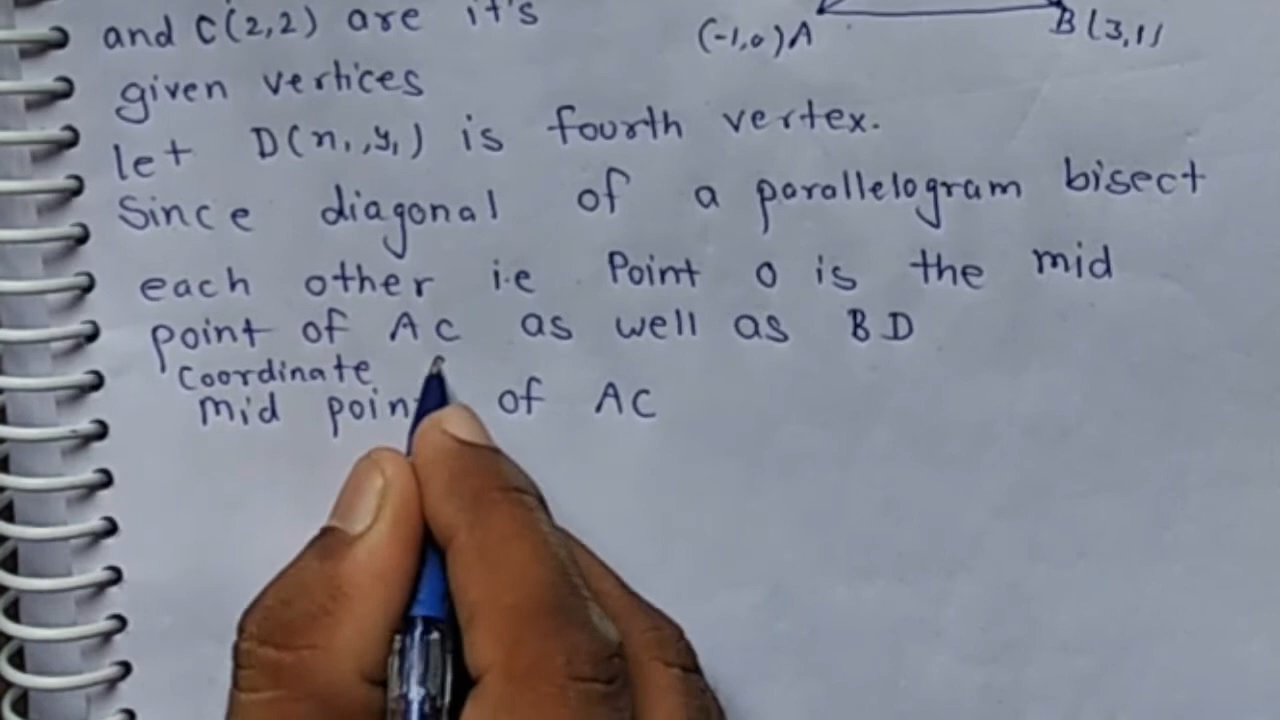 and C(2,2) are it's
(-1,0)A
B(3,1)
given vertices
let D(x₁,y₁) is fourth vertex.
Since diagonal of a parallelogram bisect
each other i.e Point O is the mid
point of AC as well as BD
Coordinate
Mid point of AC